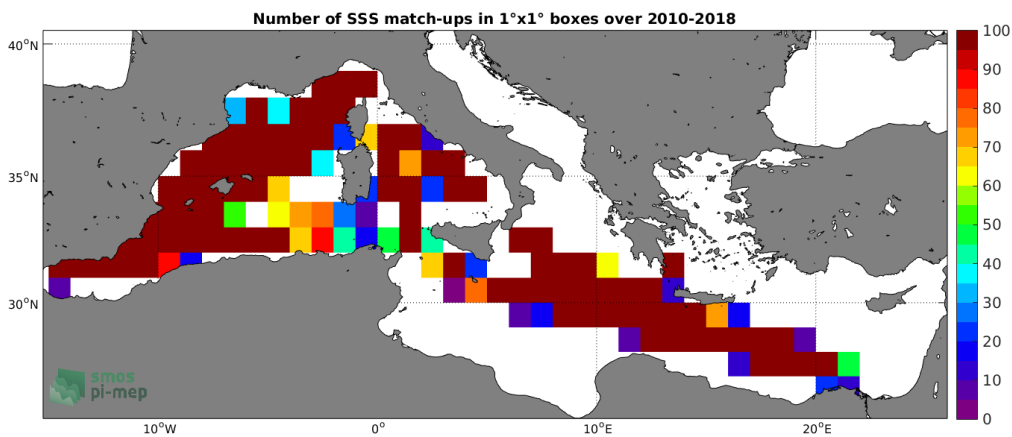 Number of SSS match-ups in 1°x1° boxes over 2010-2018
40°N
35°N
30°N
10°W
0°
10°E
20°E
100
90
80
70
60
50
40
30
20
10
0
smos
pi-mep